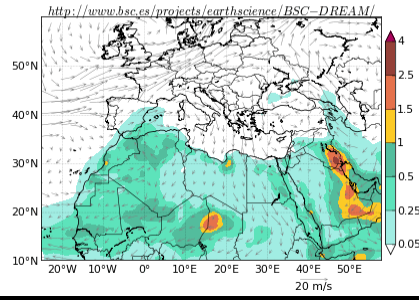 http://www.bsc.es/projects/earthscience/BSC−DREAM/
50°N
40°N
30°N
20°N
10°N
20°W 10°W 0° 10°E 20°E 30°E 40°E 50°E
4
2.5
1.5
1
0.5
0.25
0.05
20 m/s